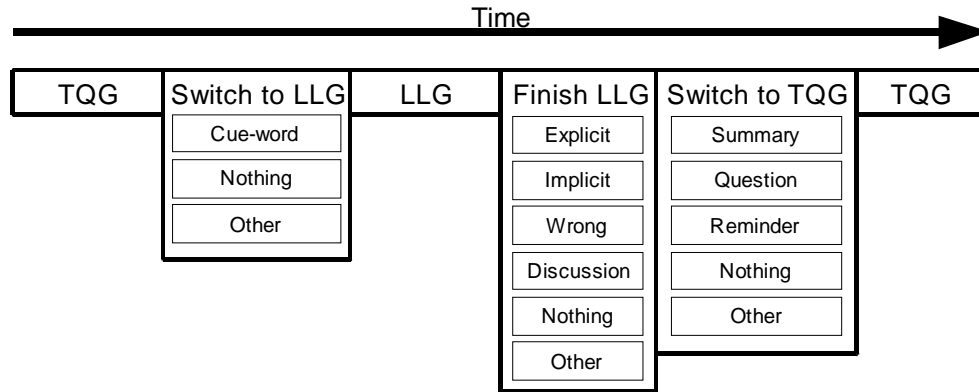 Time
TQG
Switch to LLG
LLG
Finish LLG
Switch to TQG
TQG
Cue-word
Nothing
Other
Explicit
Implicit
Wrong
Discussion
Nothing
Other
Summary
Question
Reminder
Nothing
Other